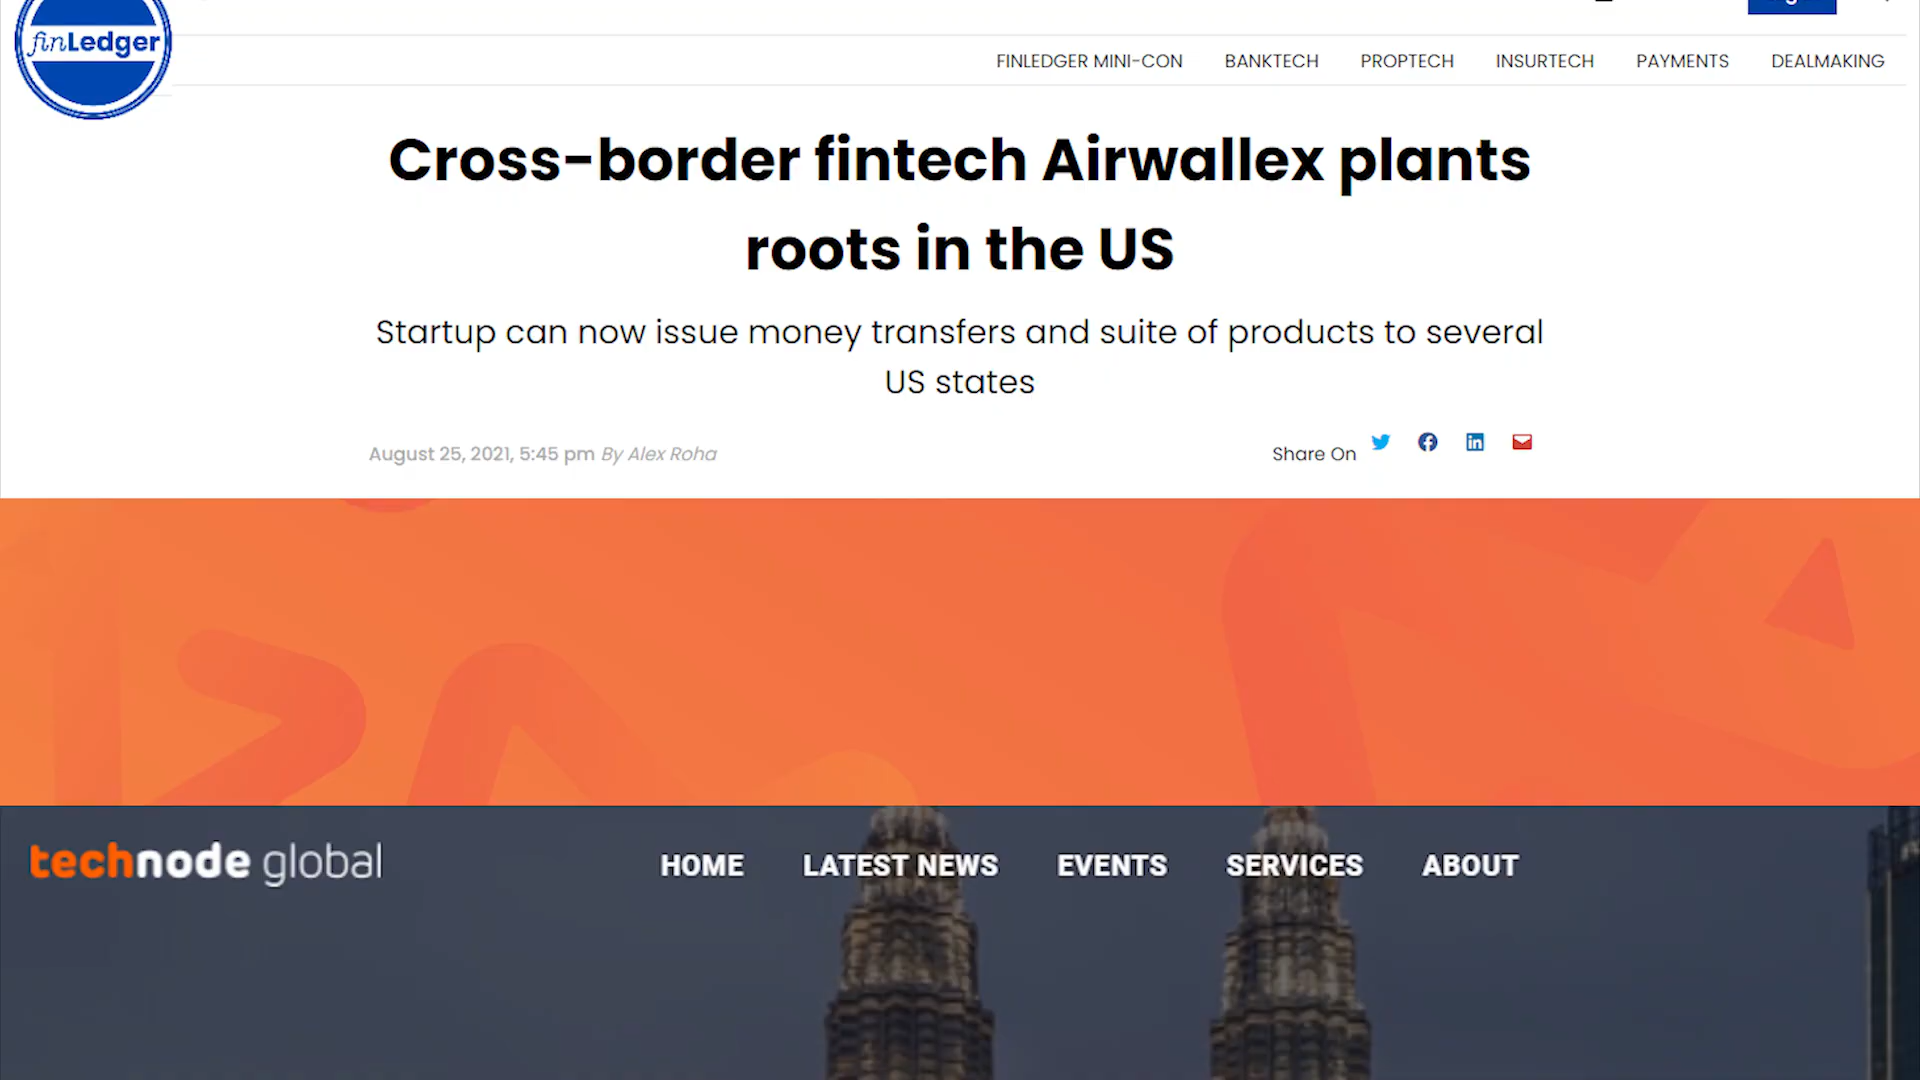 finLedger
FINLEDGER MINI-CON BANKTECH PROPTECH INSURTECH PAYMENTS DEALMAKING
Cross-border fintech Airwallex plants
roots in the US
Startup can now issue money transfers and suite of products to several
US states
August 25, 2021, 5:45 pm By Alex Roha
Share On
technode global
HOME LATEST NEWS EVENTS SERVICES ABOUT